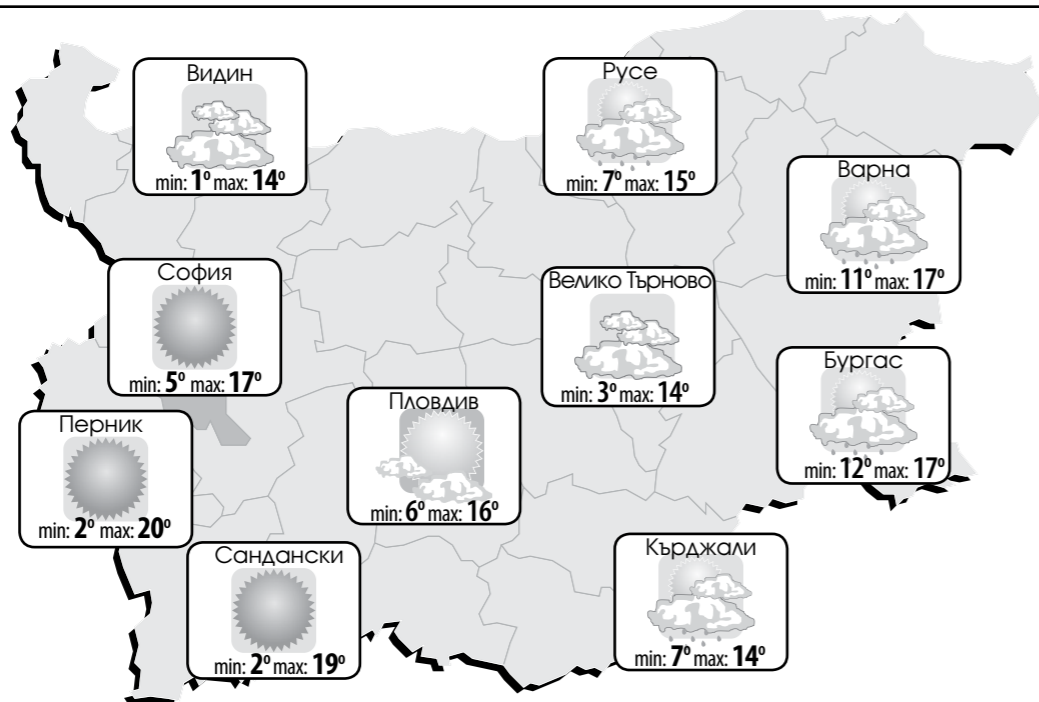 Видин
min: 1° max: 14°
Русе
min: 7° max: 15°
Варна
min: 11° max: 17°
София
min: 5° max: 17°
Велико Търново
min: 3° max: 14°
Бургас
min: 12° max: 17°
Пловдив
min: 6° max: 16°
Перник
min: 2° max: 20°
Сандански
min: 2° max: 19°
Кърджали
min: 7° max: 14°